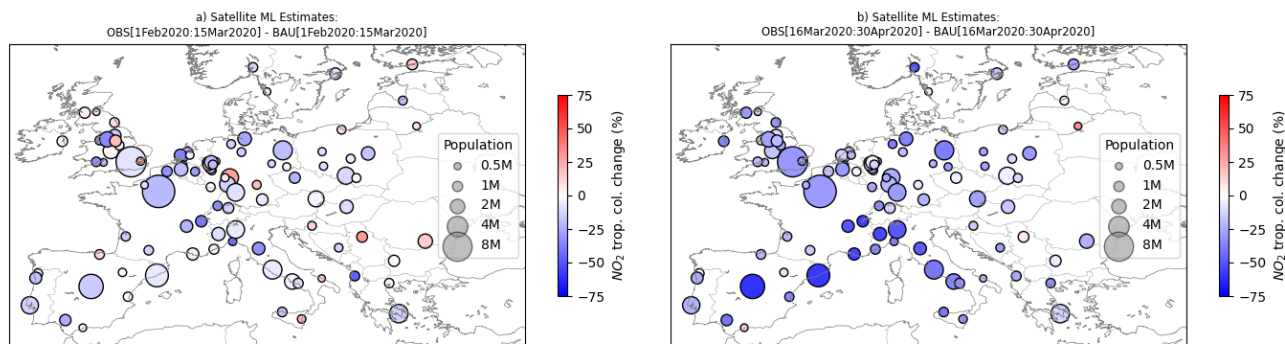 a) Satellite ML Estimates:
OBS[1Feb2020:15Mar2020] - BAU[1Feb2020:15Mar2020]
Population
0.5M
1M
2M
4M
8M
75
50
25
0
−25
−50
−75
NO₂ trop. col. change (%)
b) Satellite ML Estimates:
OBS[16Mar2020:30Apr2020] - BAU[16Mar2020:30Apr2020]
Population
0.5M
1M
2M
4M
8M
75
50
25
0
−25
−50
−75
NO₂ trop. col. change (%)